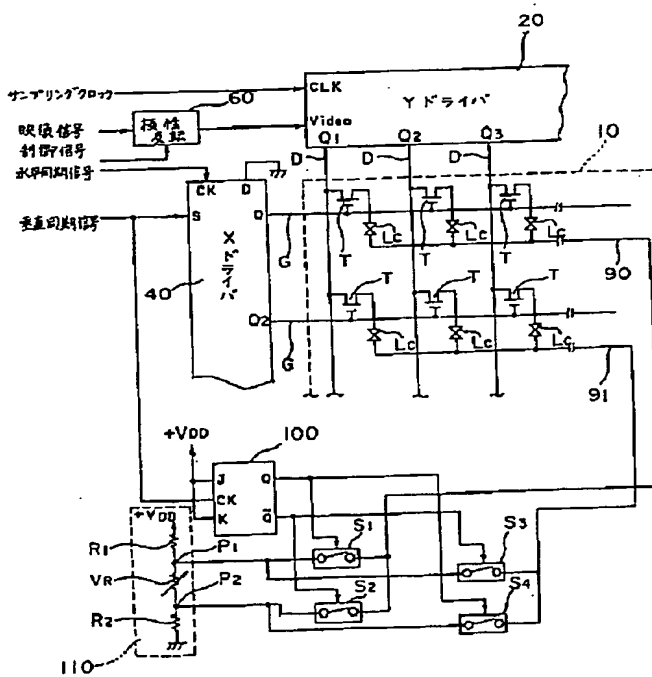 20
サンプリングクロック
60
CLK
Yドライバ
映像信号
極性
反転
Video
制御信号
Q1
Q2
Q3
水平同期信号
D
D
D
10
CK
D
垂直同期信号
S
Q
Xドライバ
40
G
T
T
T
Lc
Lc
Lc
90
T
T
T
Q2
G
Lc
Lc
Lc
91
+VDD
100
J
Q
CK
K
Q̅
+VDD
R1
P1
S1
S3
VR
P2
S2
S4
R2
110